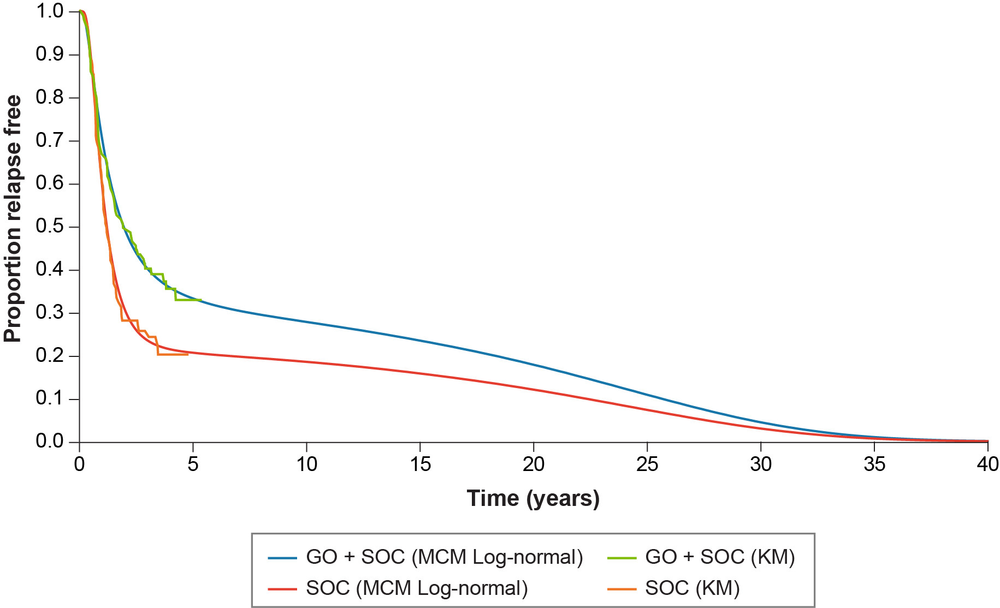 1.0
0.9
0.8
0.7
0.6
0.5
0.4
0.3
0.2
0.1
0.0
Proportion relapse free
0 5 10 15 20 25 30 35 40
Time (years)
GO + SOC (MCM Log-normal) GO + SOC (KM)
SOC (MCM Log-normal) SOC (KM)